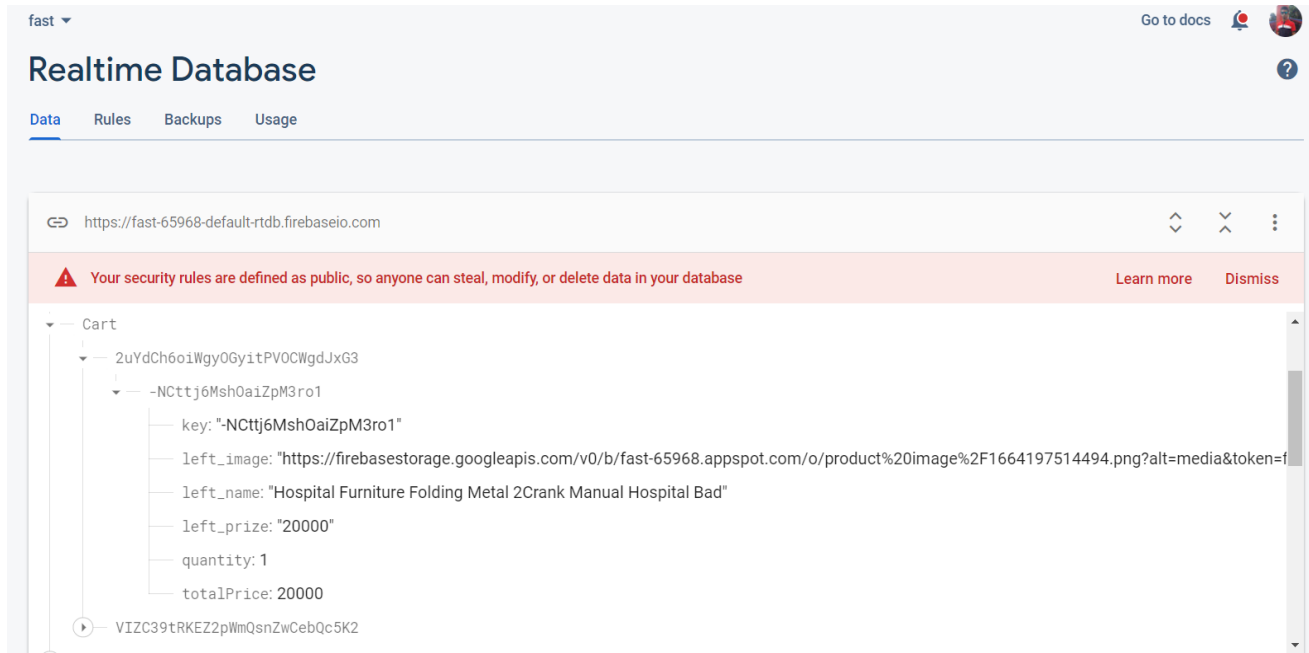 fast
Go to docs
Realtime Database
?
Data Rules Backups Usage
https://fast-65968-default-rtdb.firebaseio.com
Your security rules are defined as public, so anyone can steal, modify, or delete data in your database
Learn more Dismiss
Cart
2uYdCh6oiWgyOGyitPVOCWgdJxG3
-NCttj6MshOaiZpM3ro1
key: "-NCttj6MshOaiZpM3ro1"
left_image: "https://firebasestorage.googleapis.com/v0/b/fast-65968.appspot.com/o/product%20image%2F1664197514494.png?alt=media&token=f
left_name: "Hospital Furniture Folding Metal 2Crank Manual Hospital Bad"
left_prize: "20000"
quantity: 1
totalPrice: 20000
VIZC39tRKEZ2pWmQsnZwCebQc5K2